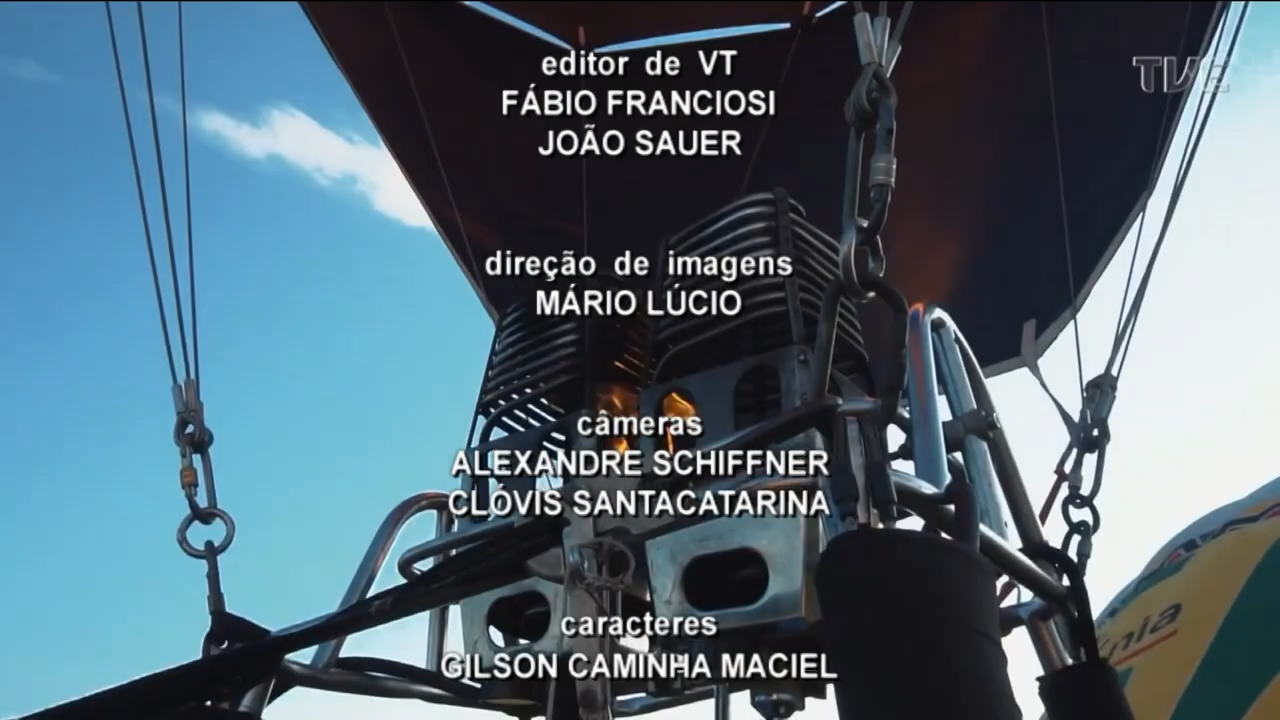 editor de VT
FÁBIO FRANCIOSI
JOÃO SAUER
TVE
direção de imagens
MÁRIO LÚCIO
câmeras
ALEXANDRE SCHIFFNER
CLÓVIS SANTACATARINA
caracteres
GILSON CAMINHA MACIEL